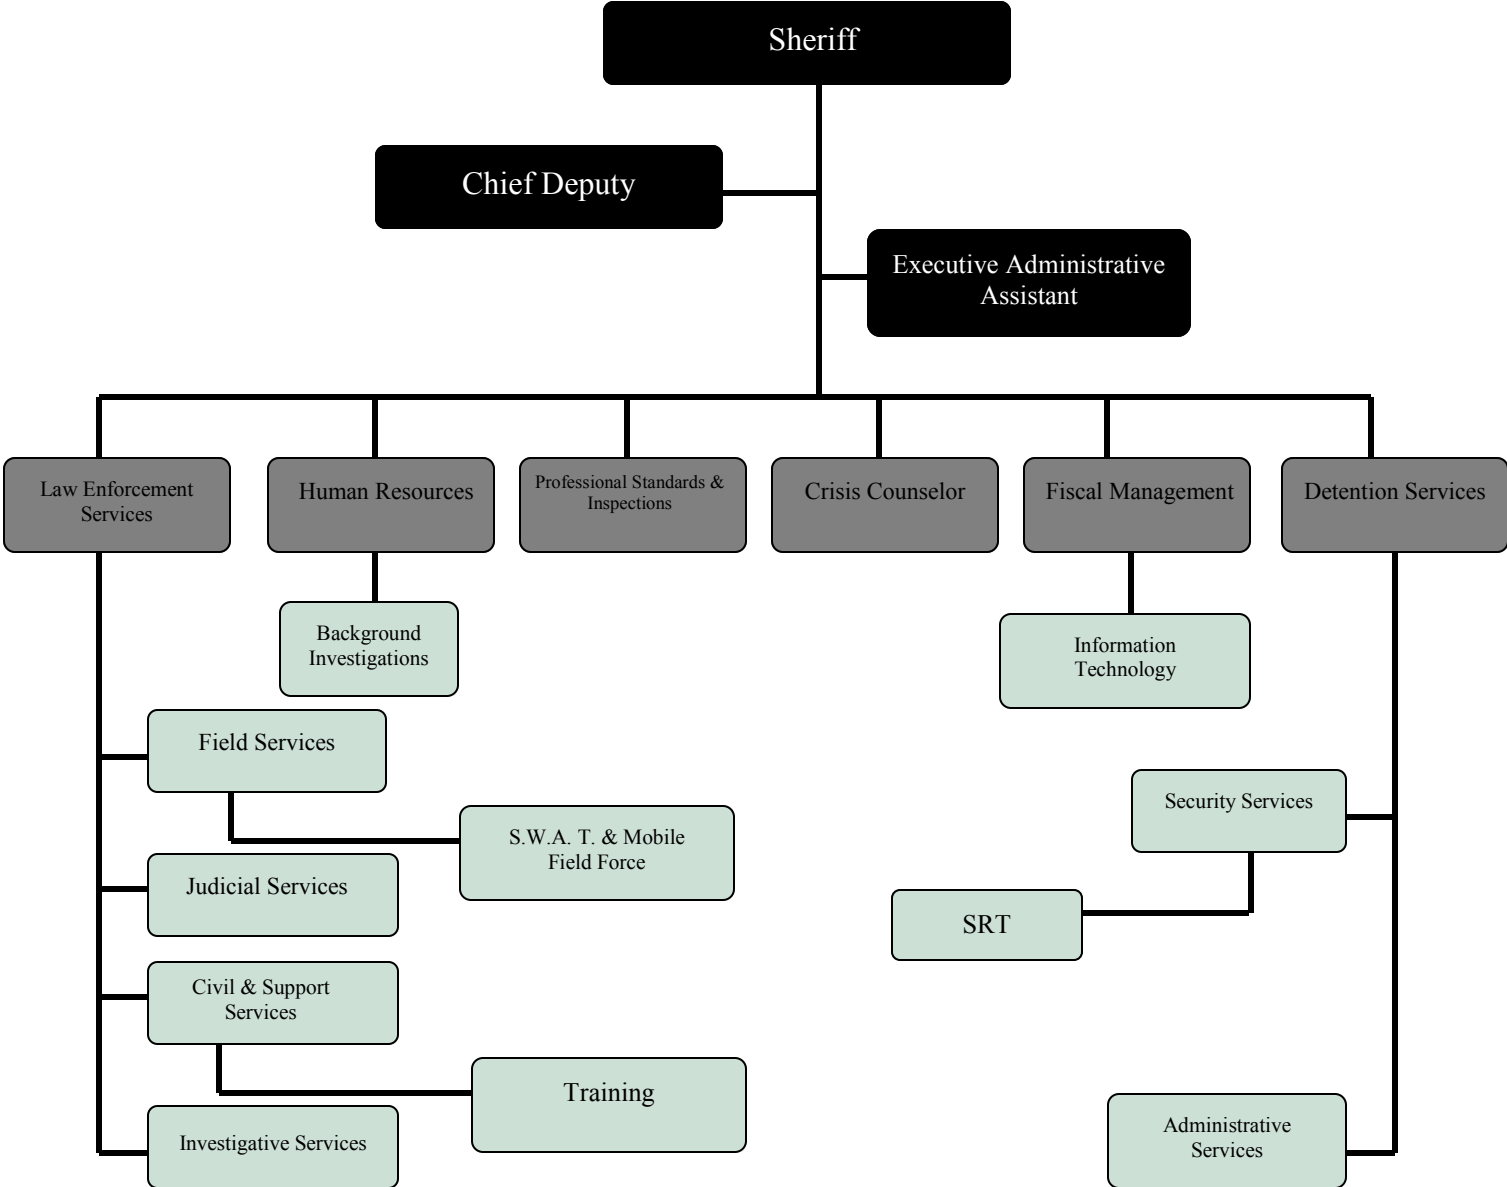 Sheriff
Chief Deputy
Executive Administrative
Assistant
Law Enforcement
Services
Human Resources
Professional Standards &
Inspections
Crisis Counselor
Fiscal Management
Detention Services
Background
Investigations
Information
Technology
Field Services
S.W.A. T. & Mobile
Field Force
Security Services
Judicial Services
SRT
Civil & Support
Services
Training
Investigative Services
Administrative
Services